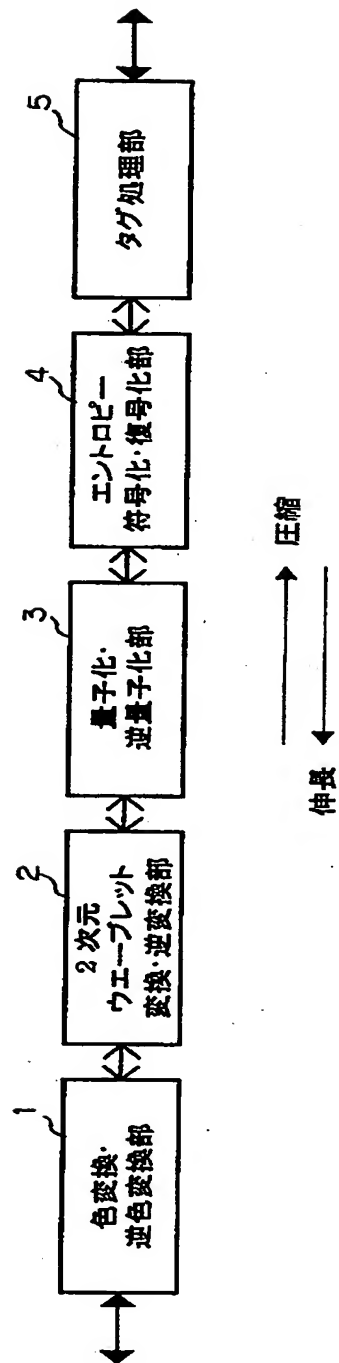 1
色変換・
逆色変換部
2
2次元
ウエーブレット
変換・逆変換部
3
量子化・
逆量子化部
4
エントロピー
符号化・復号化部
5
タグ処理部
圧縮
伸長